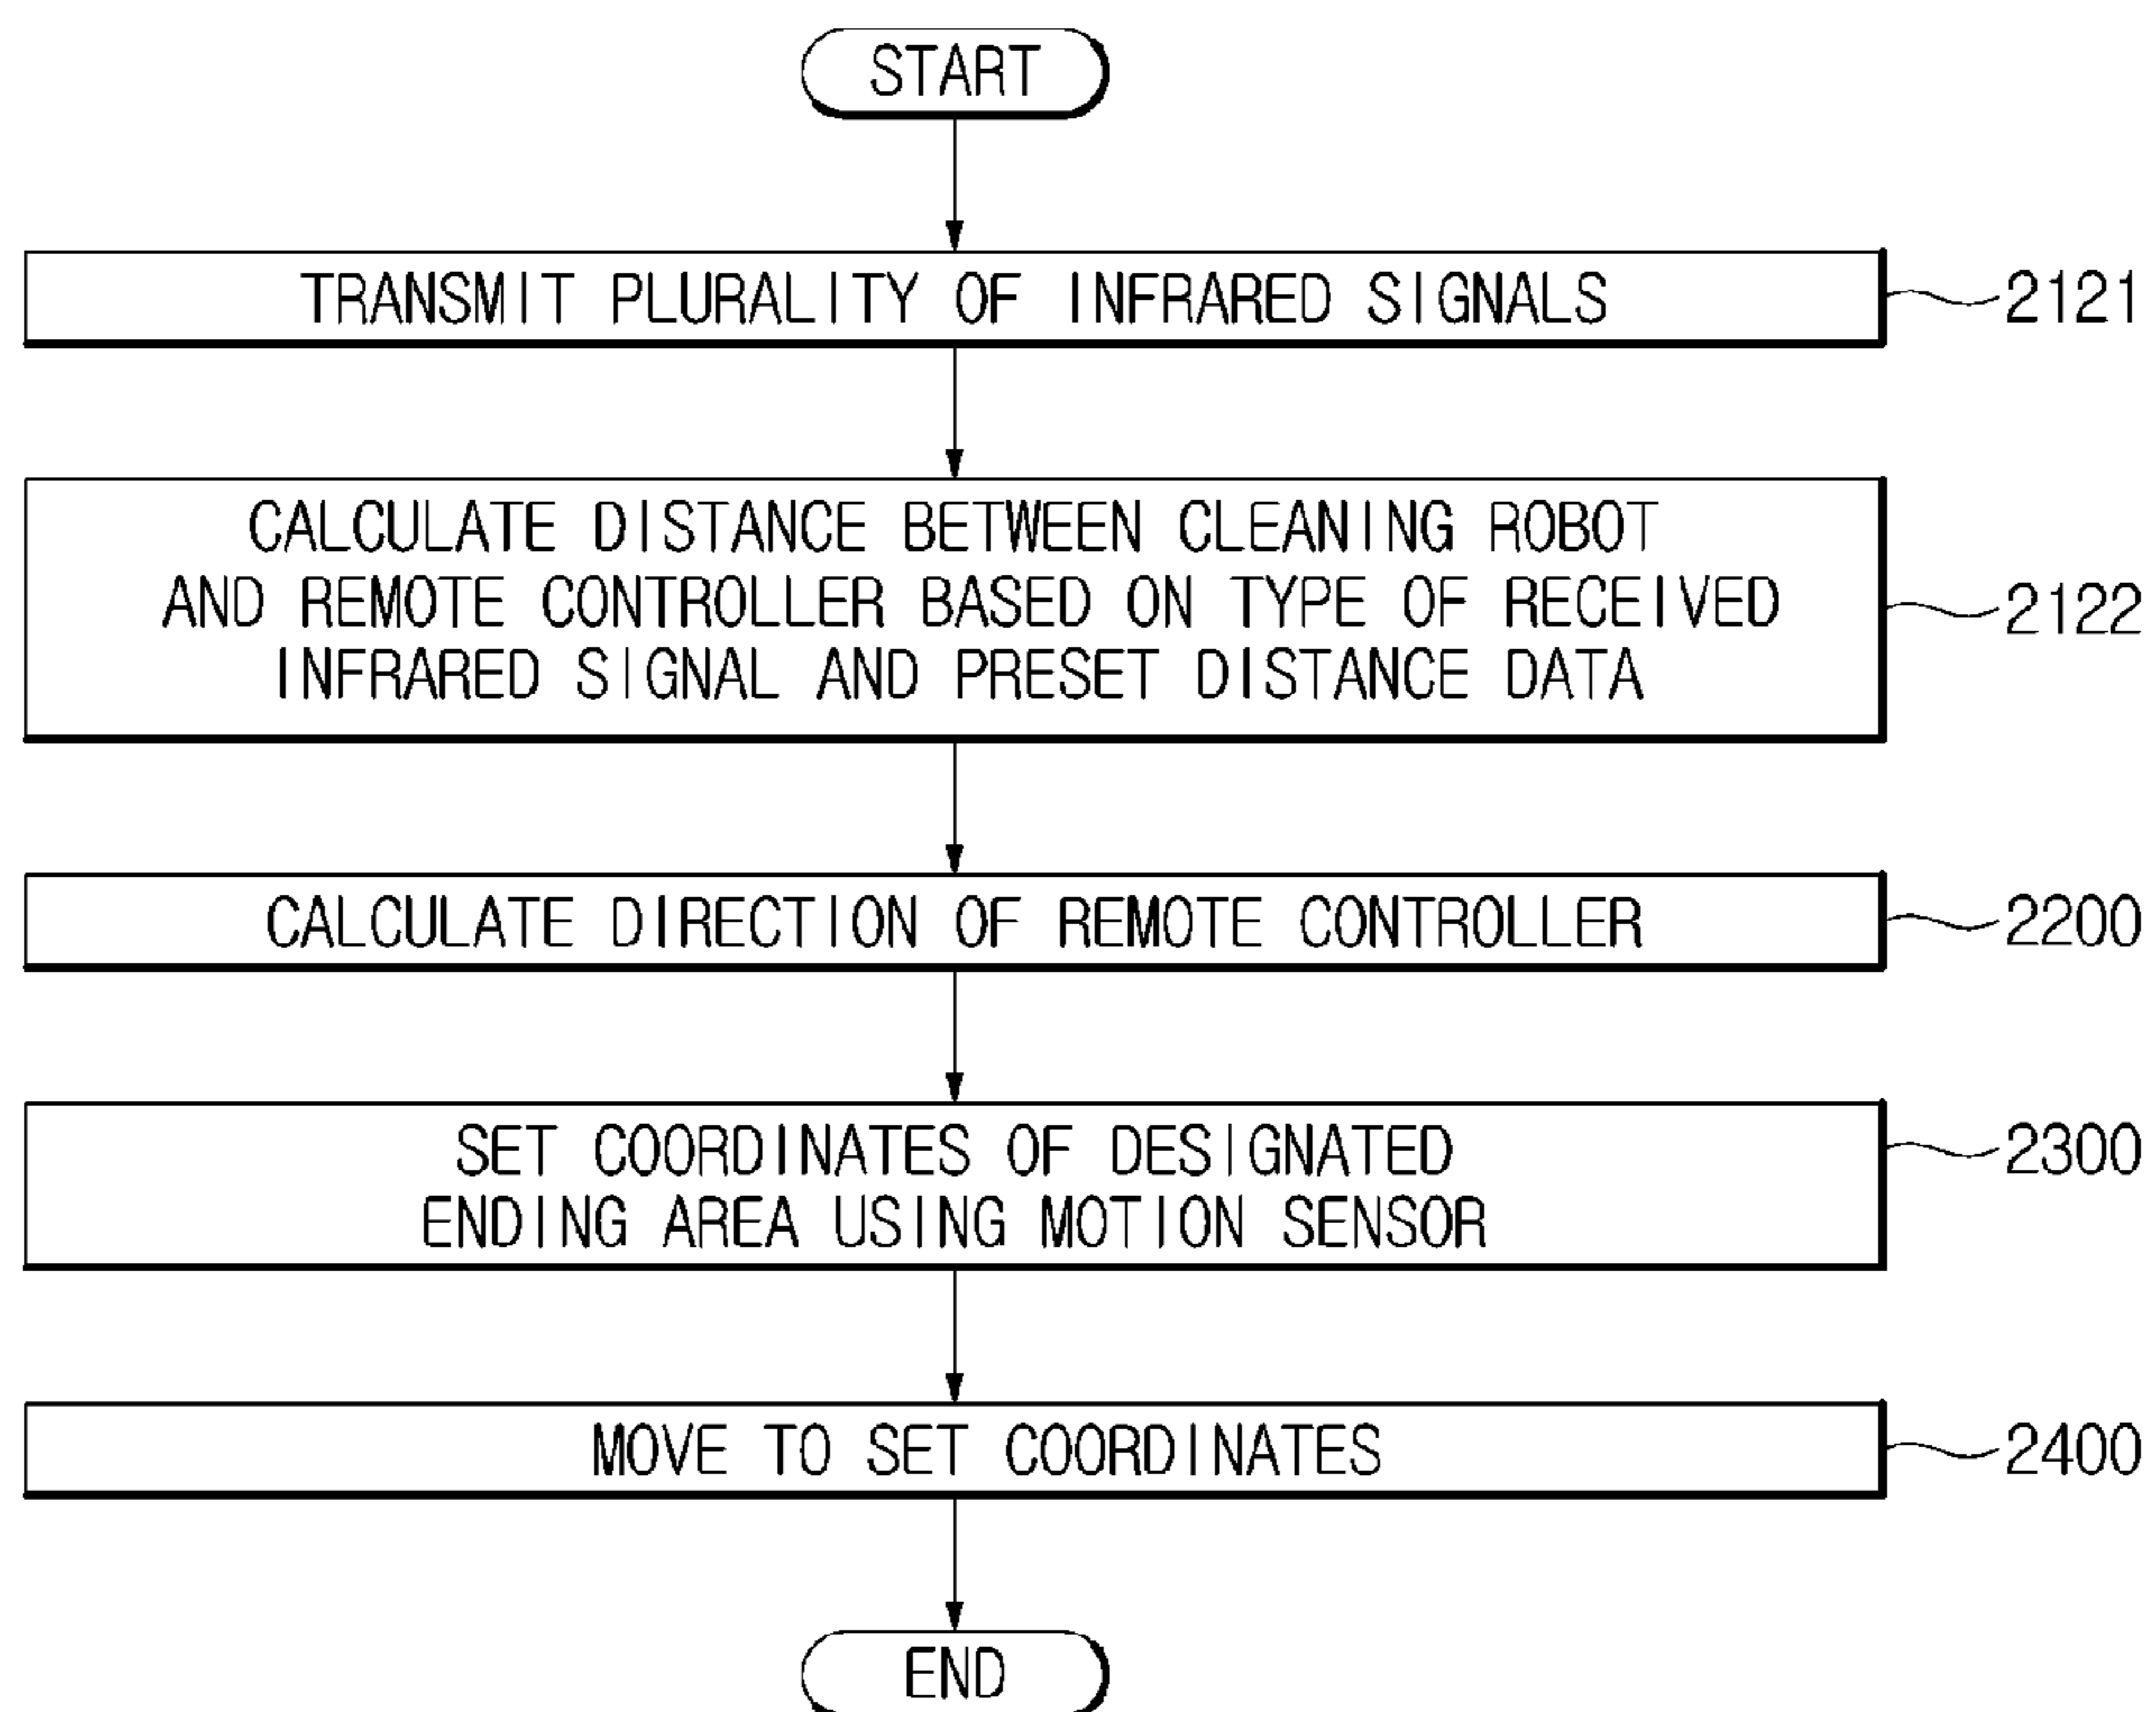 START
TRANSMIT PLURALITY OF INFRARED SIGNALS
2121
CALCULATE DISTANCE BETWEEN CLEANING ROBOT
AND REMOTE CONTROLLER BASED ON TYPE OF RECEIVED
INFRARED SIGNAL AND PRESET DISTANCE DATA
2122
CALCULATE DIRECTION OF REMOTE CONTROLLER
2200
SET COORDINATES OF DESIGNATED
ENDING AREA USING MOTION SENSOR
2300
MOVE TO SET COORDINATES
2400
END